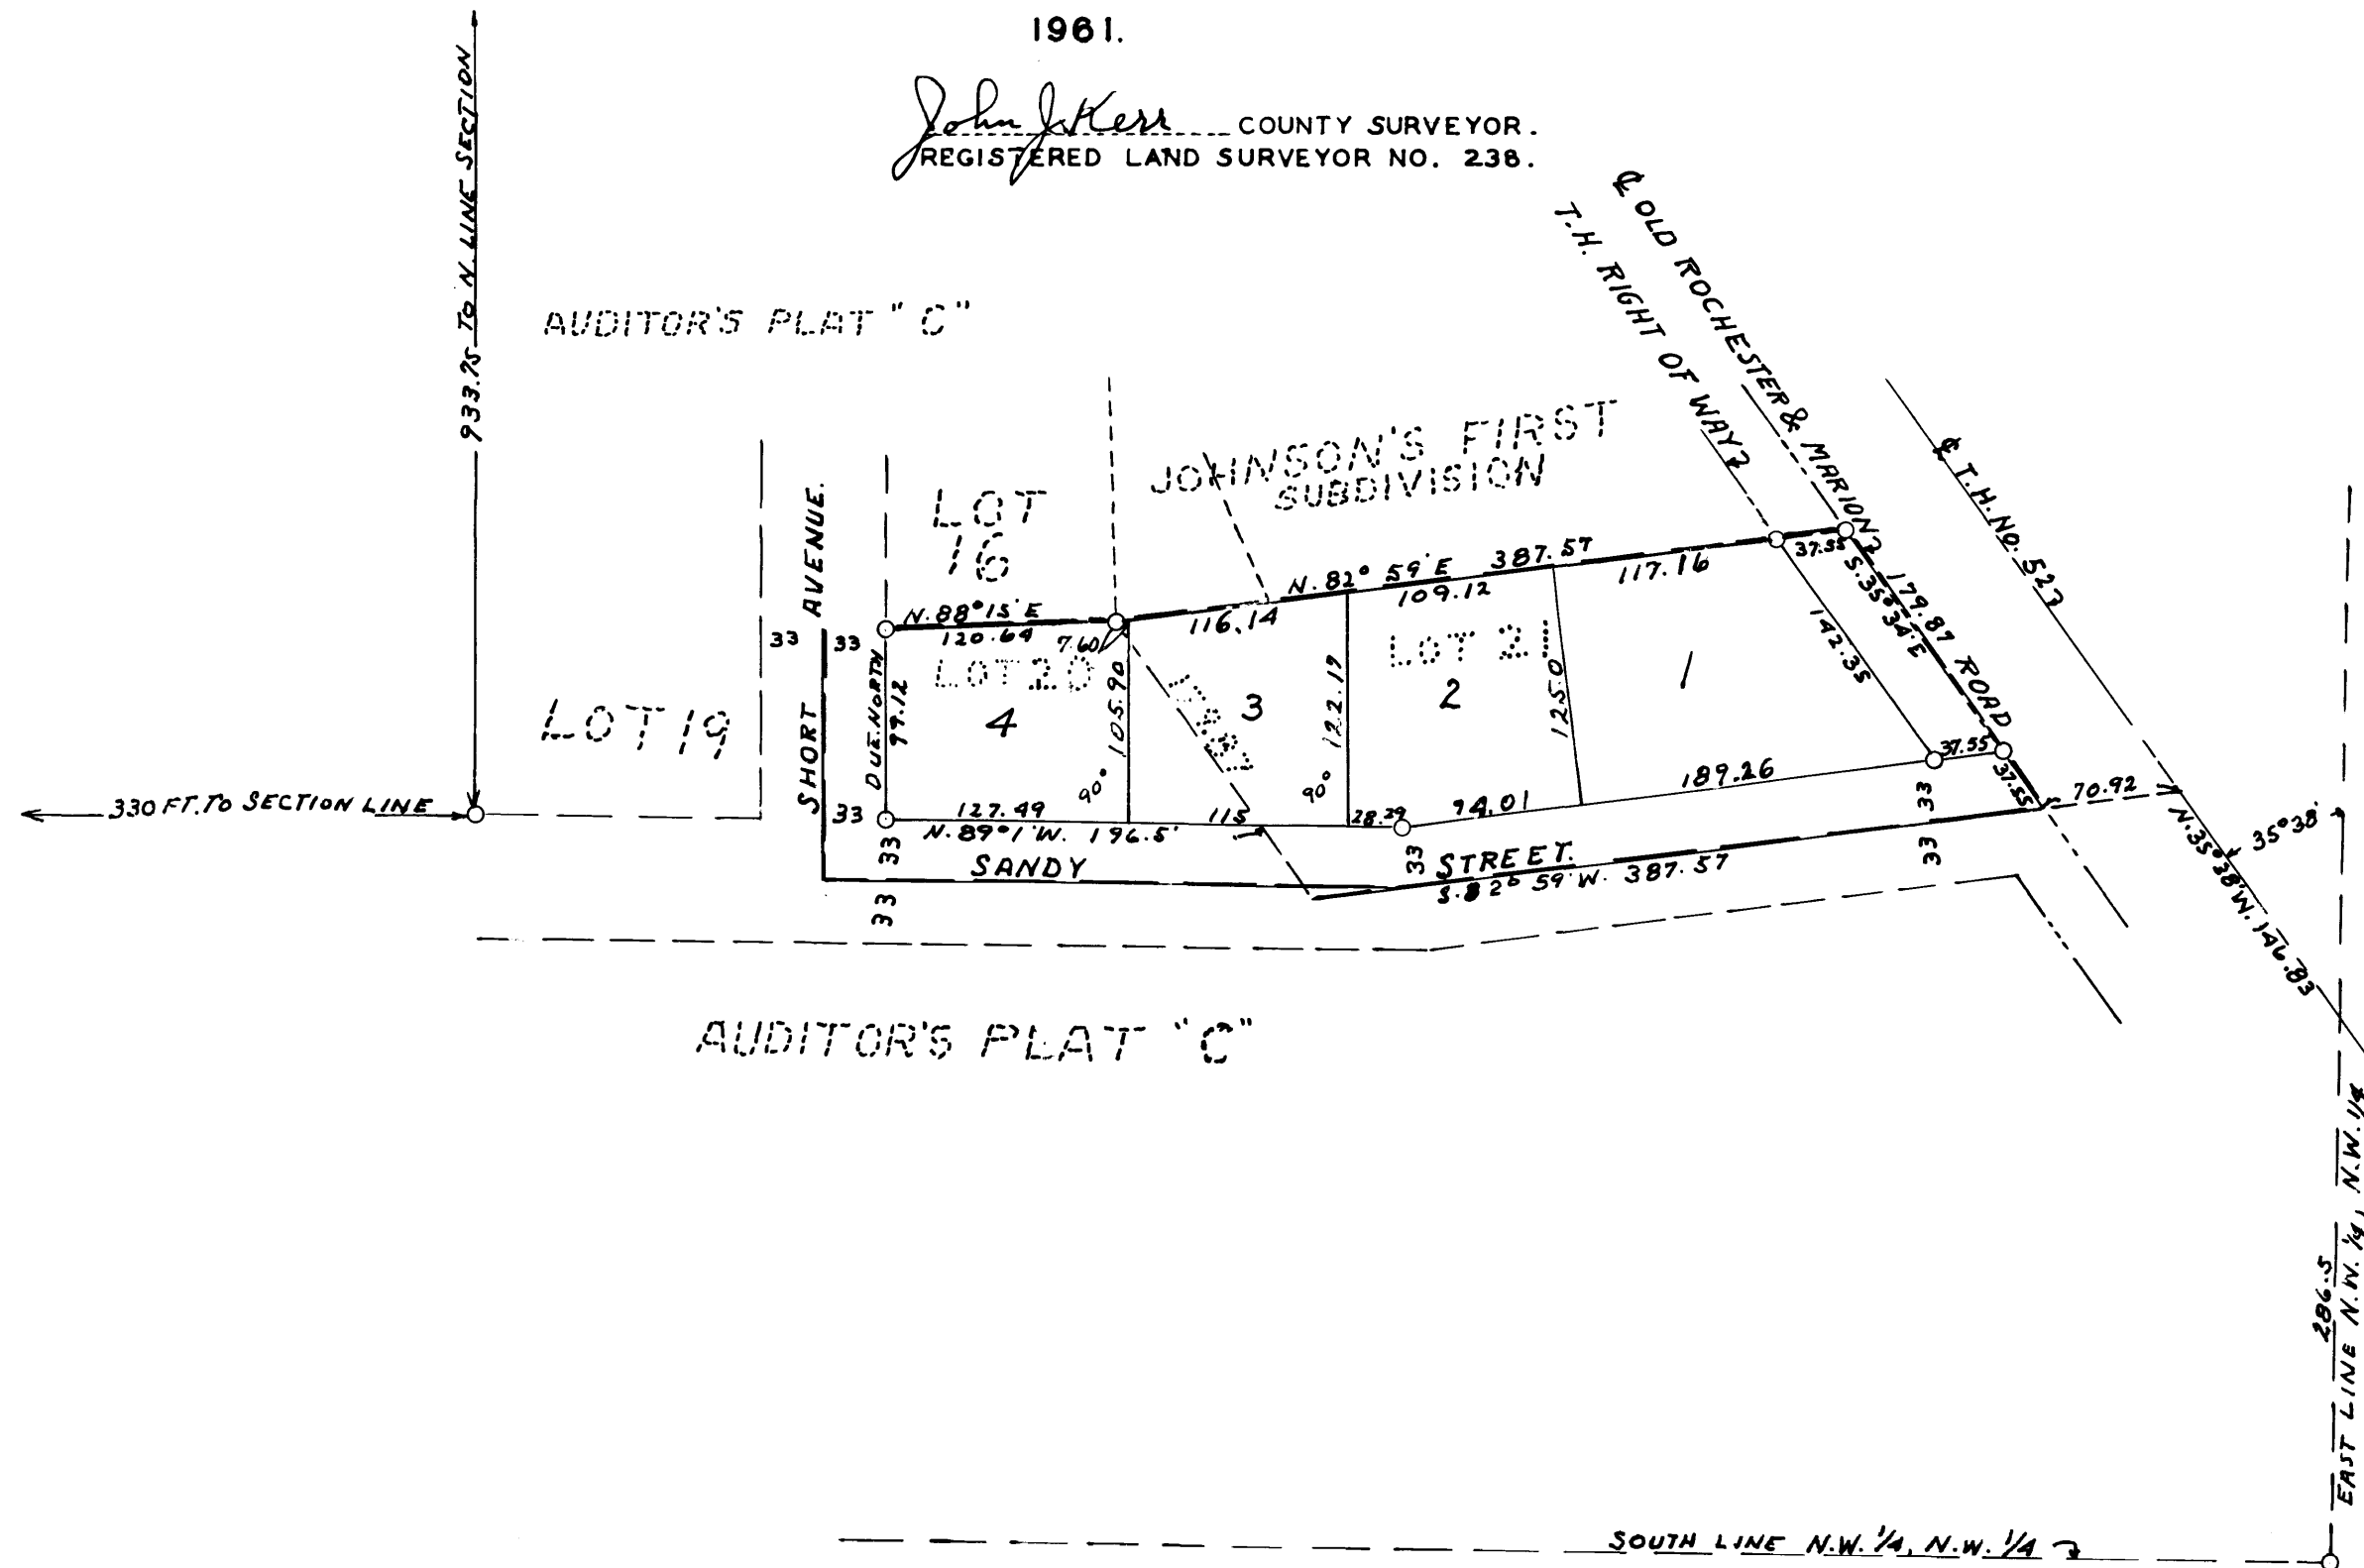 1961.
John J Kerr COUNTY SURVEYOR.
REGISTERED LAND SURVEYOR NO. 238.
933.75 TO N. LINE SECTION
AUDITOR'S PLAT "C"
℄ OLD ROCHESTER & MARION
ROAD
T.H. RIGHT OF WAY
℄ T.H. NO. 52
JOHNSON'S FIRST
SUBDIVISION
LOT
16
SHORT AVENUE.
33
33
N. 88° 15' E
120.64
7.60
N. 82° 59' E 387.57
116.14
109.12
117.16
37.55
S. 35° 34' E
179.87
142.35
LOT 20
4
DUE NORTH
99.12
105.90
90°
3
122.19
90°
LOT 21
2
125.0
1
LOT 19
330 FT. TO SECTION LINE
33
127.49
N. 89° 1' W. 196.5'
115
28.29
94.01
189.26
37.55
37.55
70.92
35° 38'
N. 35° 38' W. 146.83
33
33
33
33
33
SANDY STREET.
S. 82° 59' W. 387.57
AUDITOR'S PLAT "C"
286.5
EAST LINE N.W. 1/4, N.W. 1/4
SOUTH LINE N.W. 1/4, N.W. 1/4